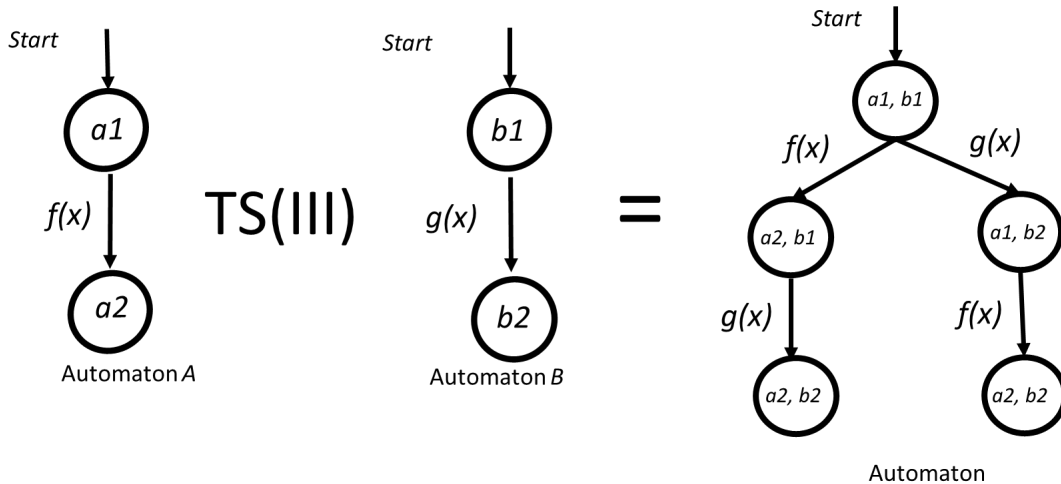 Start
a1
f(x)
a2
Automaton A
TS(III)
Start
b1
g(x)
b2
Automaton B
=
Start
a1, b1
f(x)
g(x)
a2, b1
a1, b2
g(x)
f(x)
a2, b2
a2, b2
Automaton